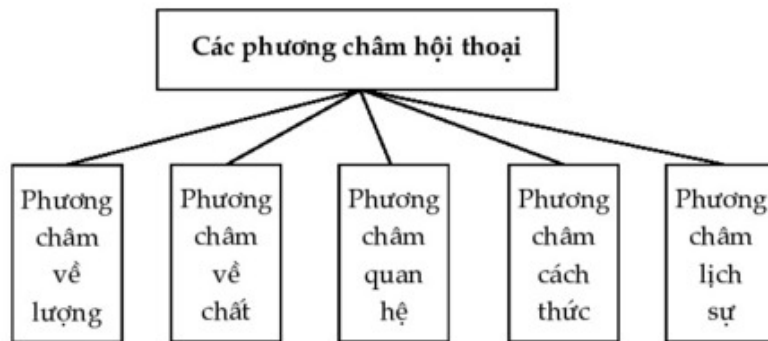 Các phương châm hội thoại
Phương
châm
về
lượng
Phương
châm
về
chất
Phương
châm
quan
hệ
Phương
châm
cách
thức
Phương
châm
lịch
sự